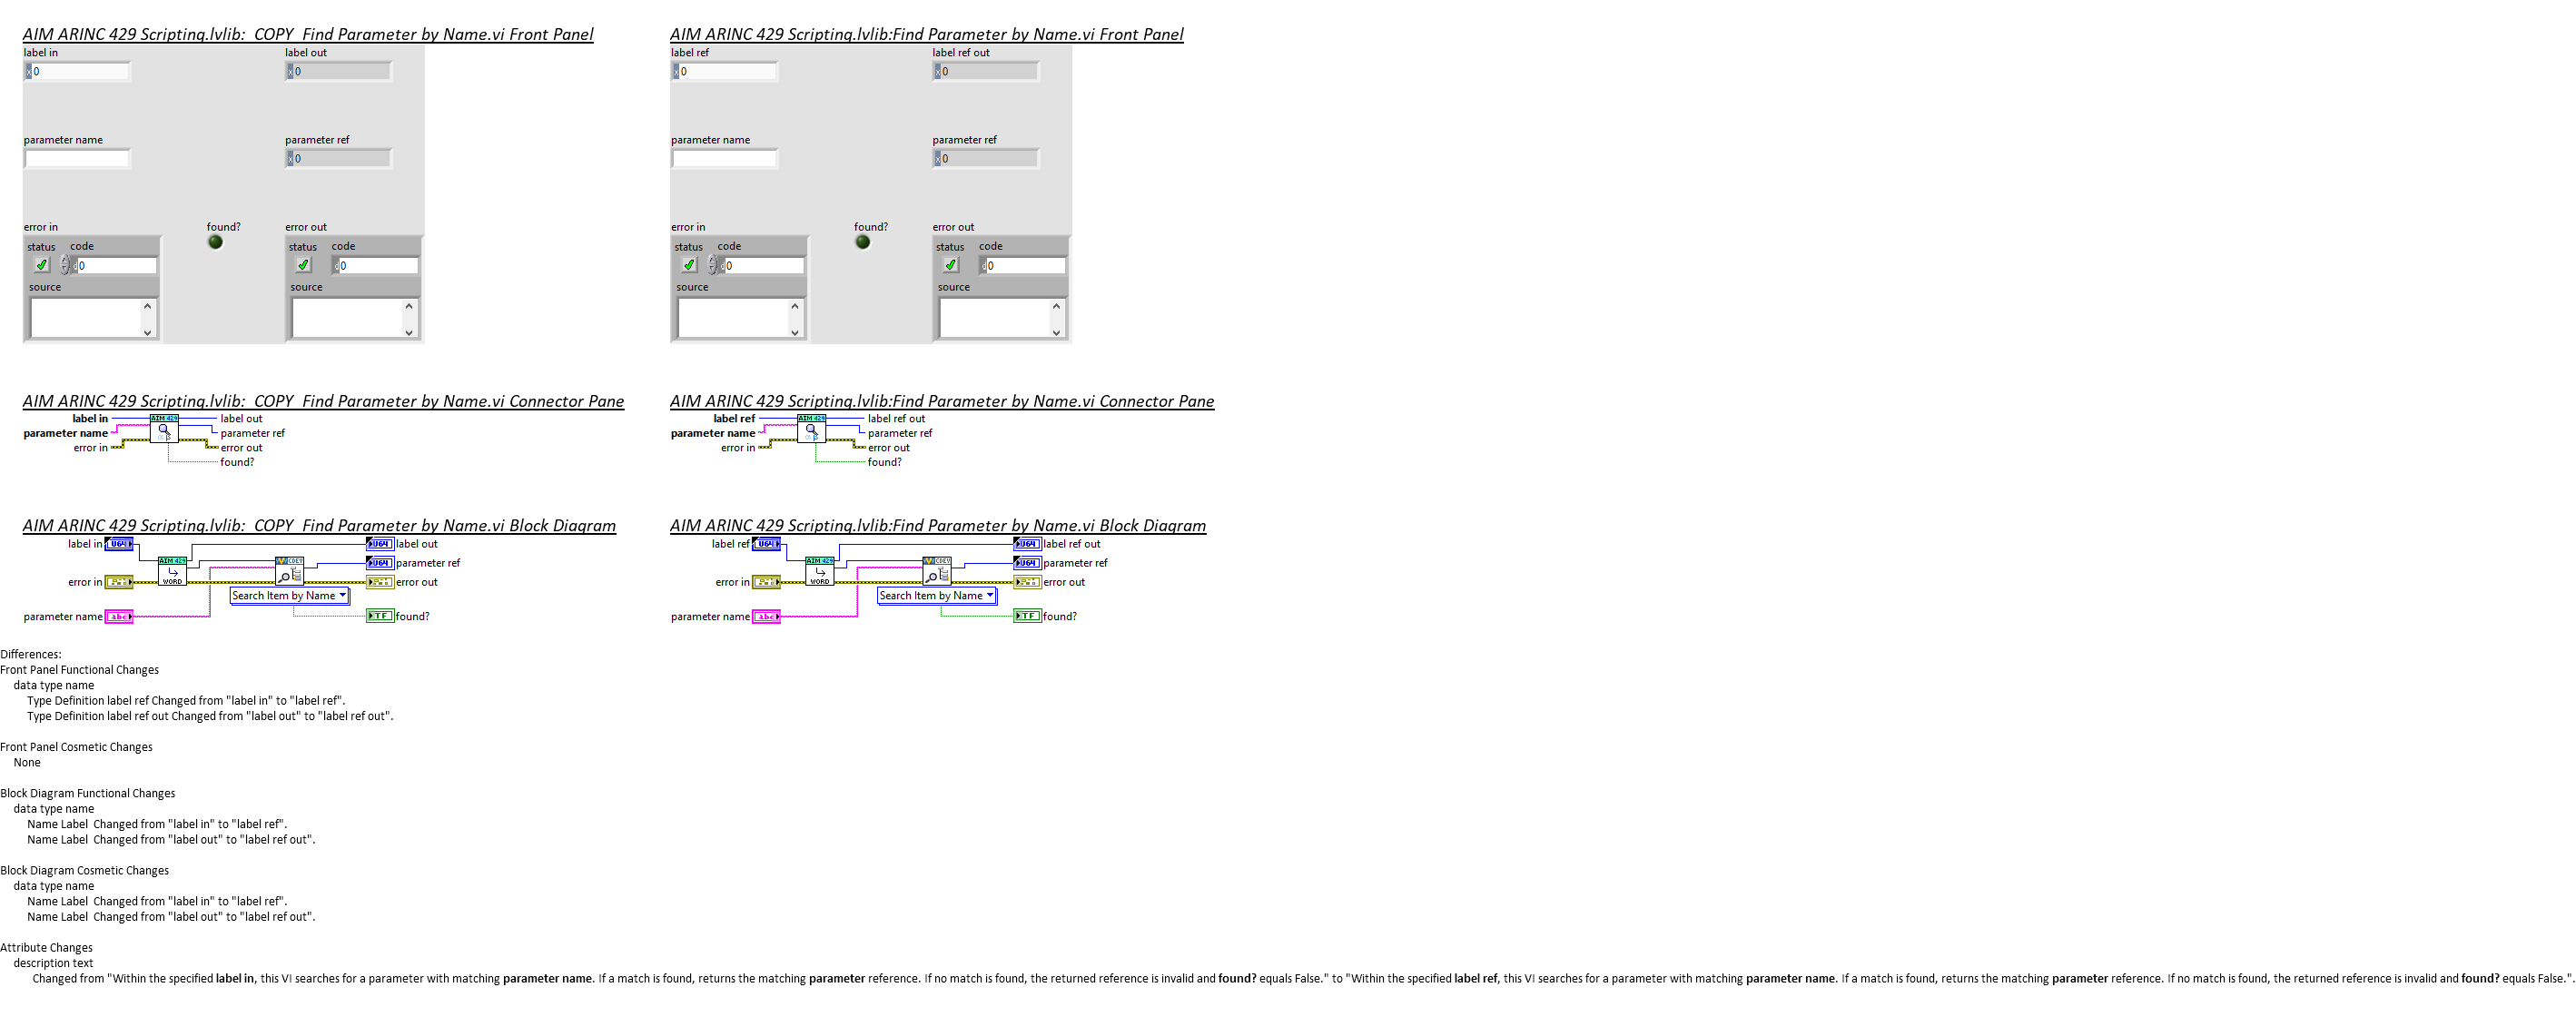 AIM ARINC 429 Scripting.lvlib:  COPY  Find Parameter by Name.vi Front Panel
label in
label out
x 0
x 0
parameter name
parameter ref
x 0
error in
found?
error out
status
code
status
code
d 0
d 0
source
source
AIM ARINC 429 Scripting.lvlib:Find Parameter by Name.vi Front Panel
label ref
label ref out
x 0
x 0
parameter name
parameter ref
x 0
error in
found?
error out
status
code
status
code
d 0
d 0
source
source
AIM ARINC 429 Scripting.lvlib:  COPY  Find Parameter by Name.vi Connector Pane
label in
AIM 429
label out
parameter name
α β
parameter ref
error in
error out
found?
AIM ARINC 429 Scripting.lvlib:Find Parameter by Name.vi Connector Pane
label ref
AIM 429
label ref out
parameter name
α β
parameter ref
error in
error out
found?
AIM ARINC 429 Scripting.lvlib:  COPY  Find Parameter by Name.vi Block Diagram
label in
U64
U64
label out
AIM 429
WORD
CDEV
U64
parameter ref
error in
error out
Search Item by Name
parameter name
abc
TF
found?
AIM ARINC 429 Scripting.lvlib:Find Parameter by Name.vi Block Diagram
label ref
U64
U64
label ref out
AIM 429
WORD
CDEV
U64
parameter ref
error in
error out
Search Item by Name
parameter name
abc
TF
found?
Differences:
Front Panel Functional Changes
data type name
Type Definition label ref Changed from "label in" to "label ref".
Type Definition label ref out Changed from "label out" to "label ref out".
Front Panel Cosmetic Changes
None
Block Diagram Functional Changes
data type name
Name Label  Changed from "label in" to "label ref".
Name Label  Changed from "label out" to "label ref out".
Block Diagram Cosmetic Changes
data type name
Name Label  Changed from "label in" to "label ref".
Name Label  Changed from "label out" to "label ref out".
Attribute Changes
description text
Changed from "Within the specified label in, this VI searches for a parameter with matching parameter name. If a match is found, returns the matching parameter reference. If no match is found, the returned reference is invalid and found? equals False." to "Within the specified label ref, this VI searches for a parameter with matching parameter name. If a match is found, returns the matching parameter reference. If no match is found, the returned reference is invalid and found? equals False.".